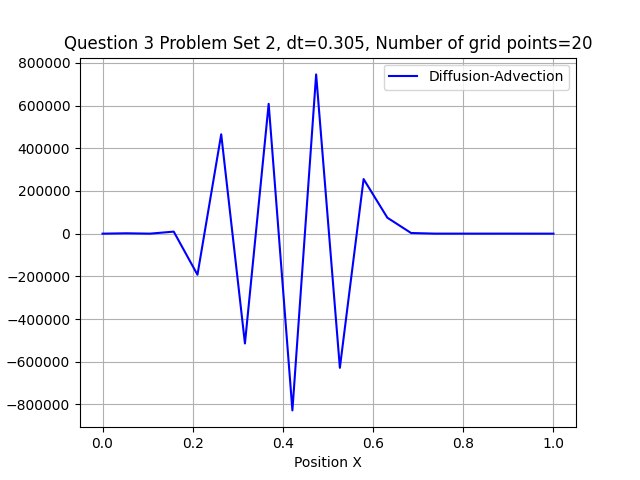 Question 3 Problem Set 2, dt=0.305, Number of grid points=20
Diffusion-Advection
800000
600000
400000
200000
0
−200000
−400000
−600000
−800000
0.0 0.2 0.4 0.6 0.8 1.0
Position X